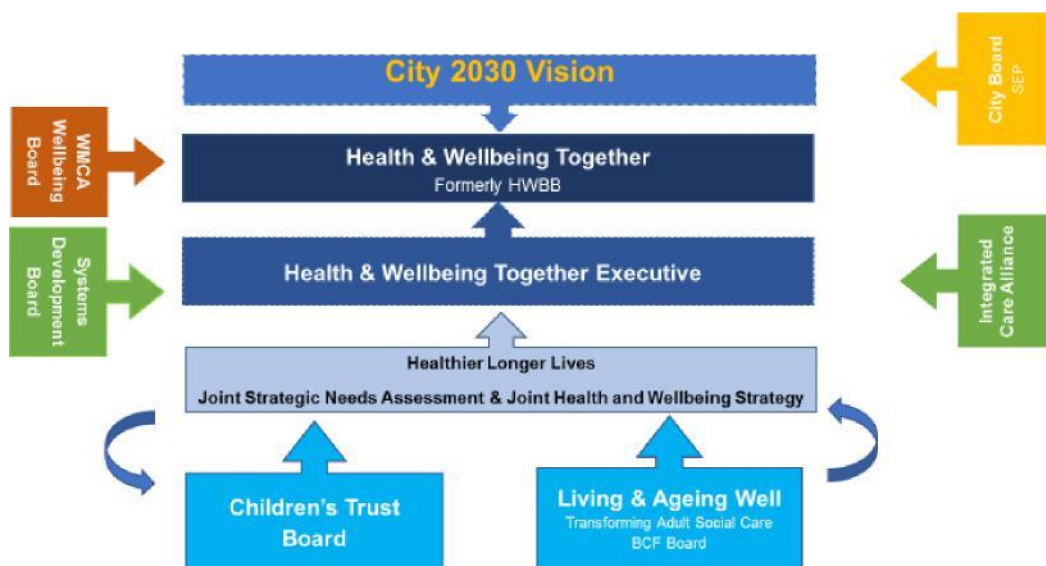 City 2030 Vision
City Board
SEP
WMCA
Wellbeing
Board
Health & Wellbeing Together
Formerly HWBB
Systems
Development
Board
Health & Wellbeing Together Executive
Integrated
Care Alliance
Healthier Longer Lives
Joint Strategic Needs Assessment & Joint Health and Wellbeing Strategy
Children's Trust
Board
Living & Ageing Well
Transforming Adult Social Care
BCF Board